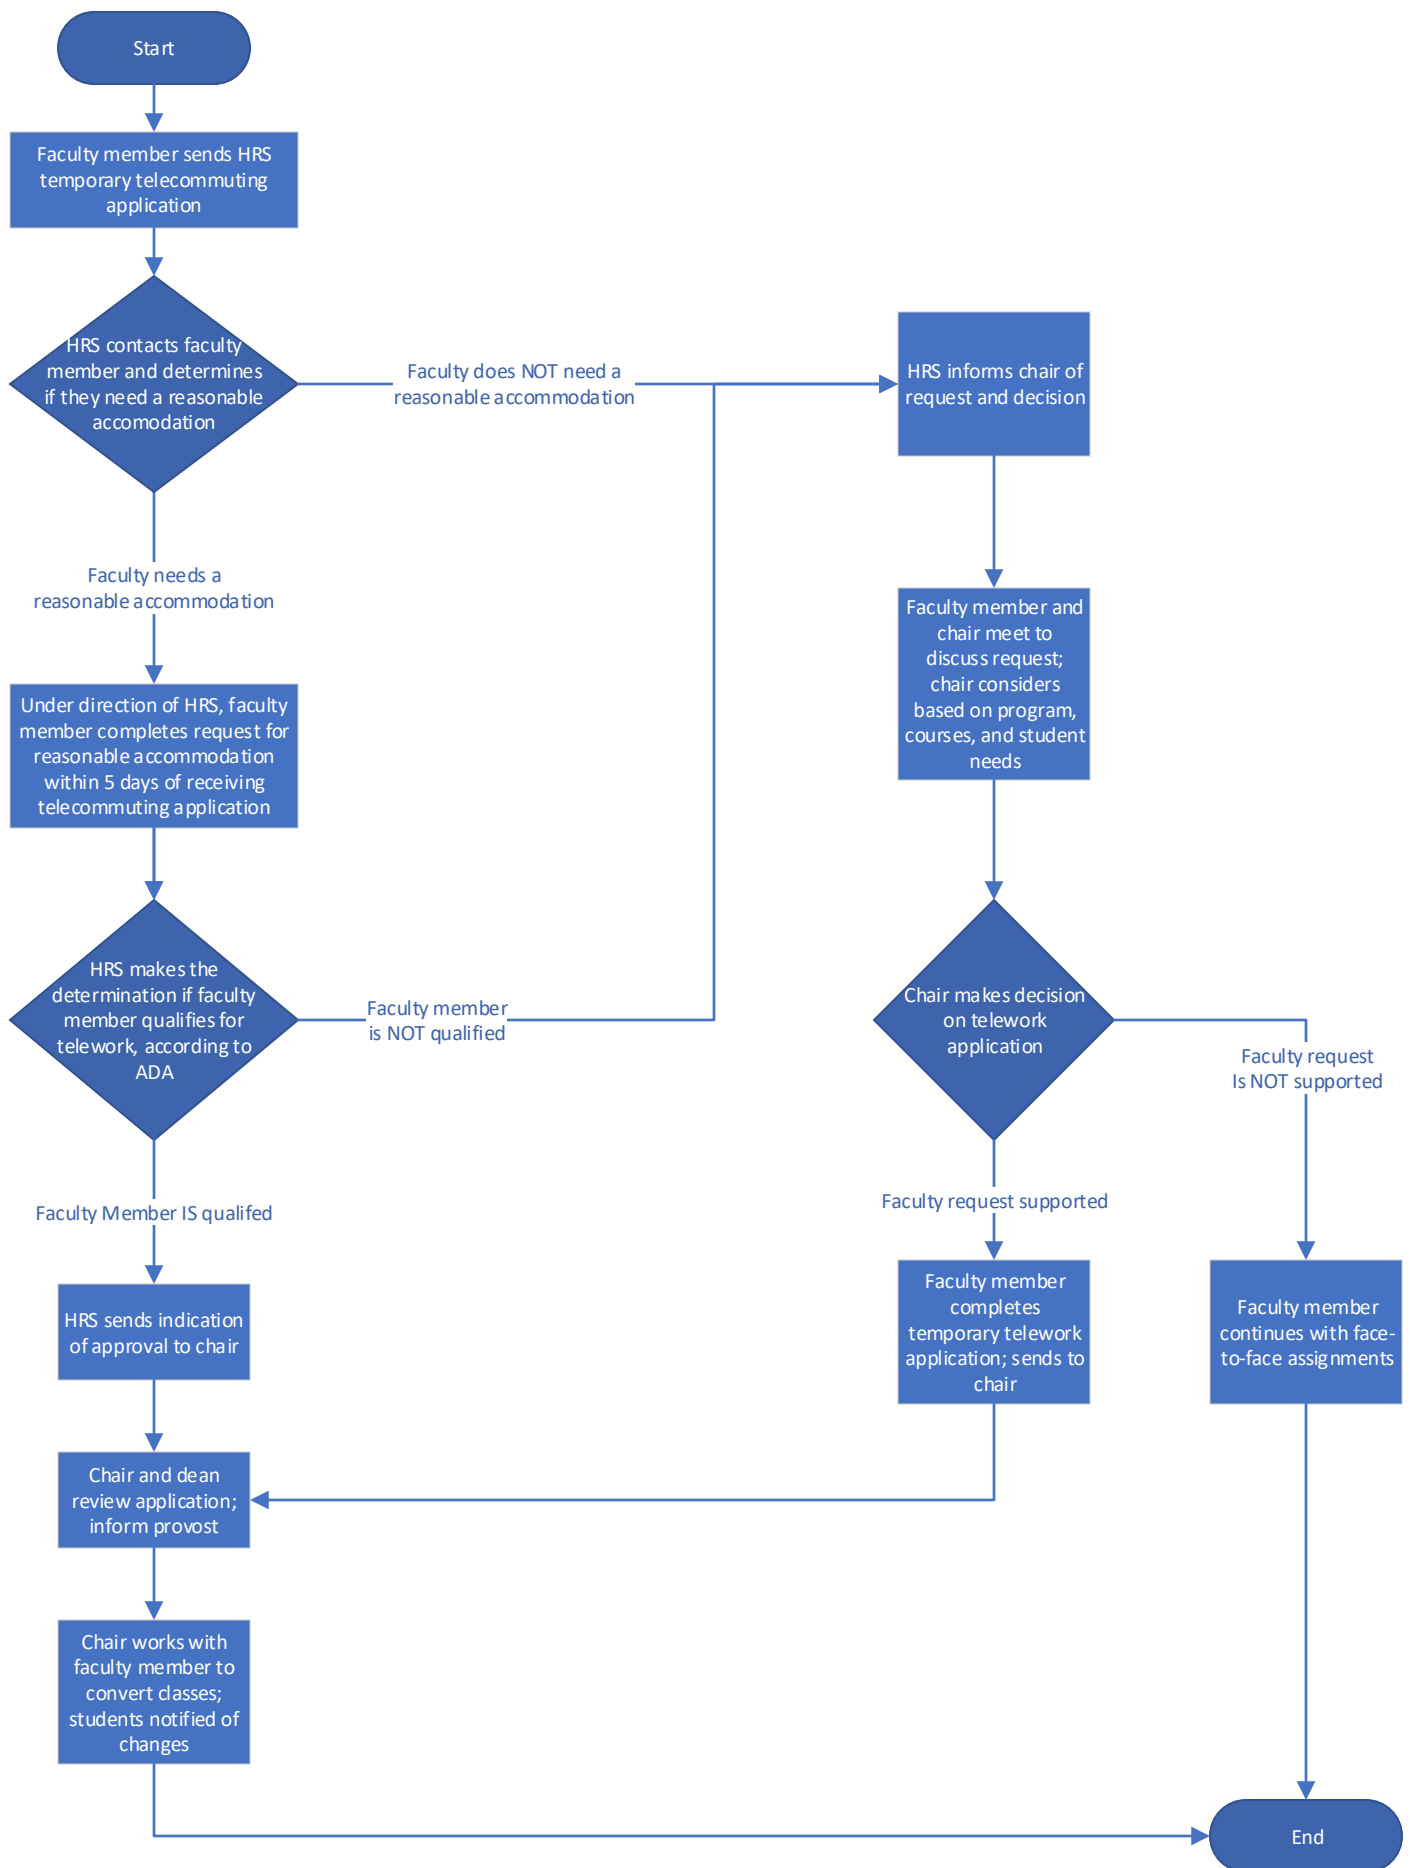 Start
Faculty member sends HRS
temporary telecommuting
application
HRS contacts faculty
member and determines
if they need a reasonable
accomodation
Faculty does NOT need a
reasonable accommodation
HRS informs chair of
request and decision
Faculty needs a
reasonable accommodation
Faculty member and
chair meet to
discuss request;
chair considers
based on program,
courses, and student
needs
Under direction of HRS, faculty
member completes request for
reasonable accommodation
within 5 days of receiving
telecommuting application
HRS makes the
determination if faculty
member qualifies for
telework, according to
ADA
Faculty member
is NOT qualified
Chair makes decision
on telework
application
Faculty request
Is NOT supported
Faculty Member IS qualifed
Faculty request supported
HRS sends indication
of approval to chair
Faculty member
completes
temporary telework
application; sends to
chair
Faculty member
continues with face-
to-face assignments
Chair and dean
review application;
inform provost
Chair works with
faculty member to
convert classes;
students notified of
changes
End